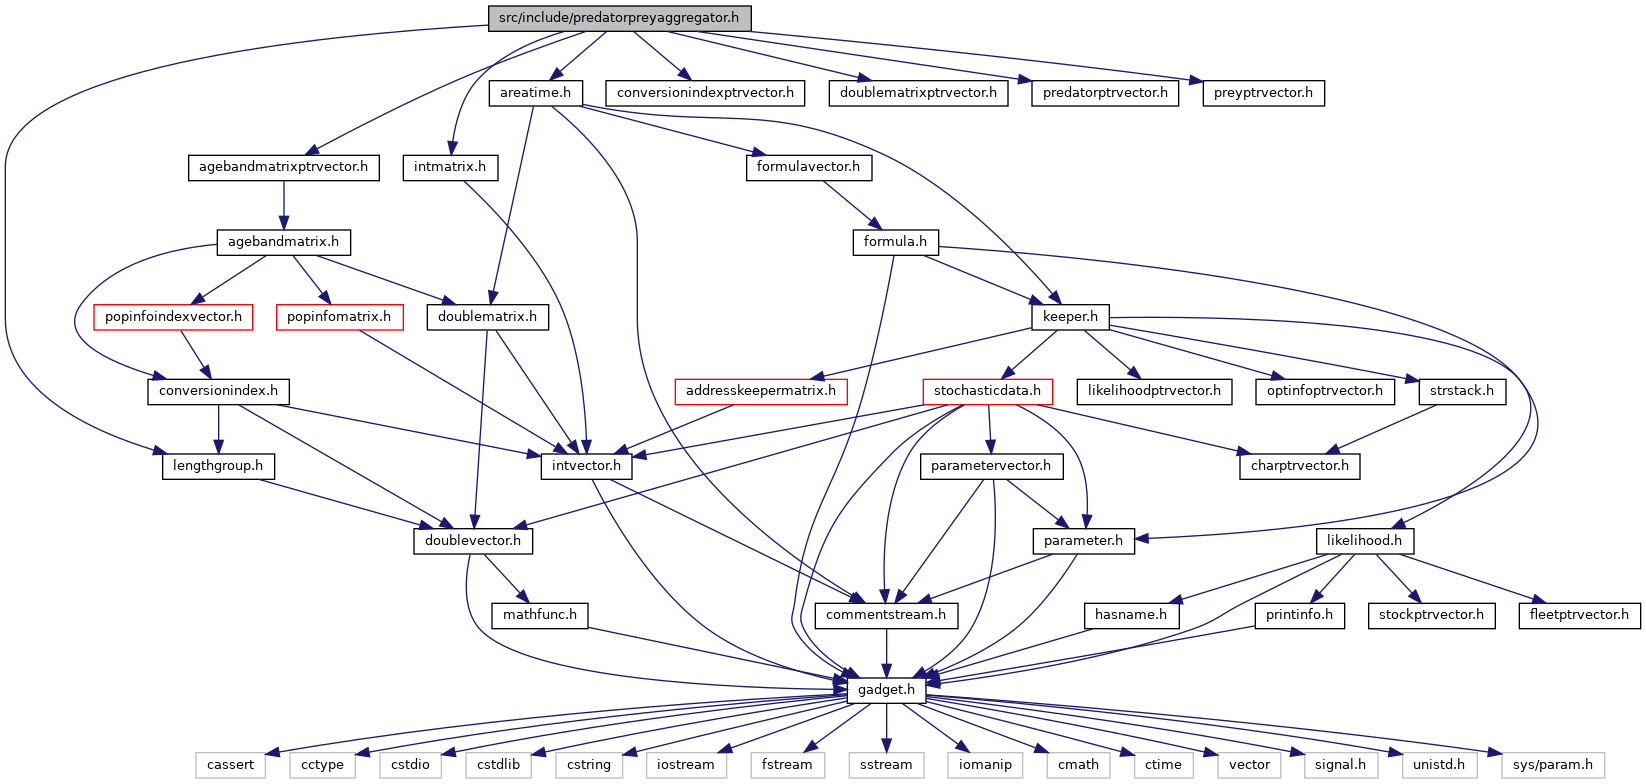 src/include/predatorpreyaggregator.h
areatime.h
conversionindexptrvector.h
doublematrixptrvector.h
predatorptrvector.h
preyptrvector.h
agebandmatrixptrvector.h
intmatrix.h
formulavector.h
agebandmatrix.h
formula.h
popinfoindexvector.h
popinfomatrix.h
doublematrix.h
keeper.h
conversionindex.h
addresskeepermatrix.h
stochasticdata.h
likelihoodptrvector.h
optinfoptrvector.h
strstack.h
lengthgroup.h
intvector.h
parametervector.h
charptrvector.h
doublevector.h
parameter.h
likelihood.h
mathfunc.h
commentstream.h
hasname.h
printinfo.h
stockptrvector.h
fleetptrvector.h
gadget.h
cassert
cctype
cstdio
cstdlib
cstring
iostream
fstream
sstream
iomanip
cmath
ctime
vector
signal.h
unistd.h
sys/param.h